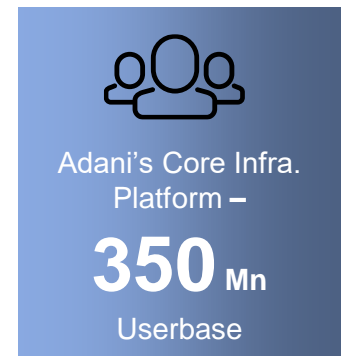 Adani’s Core Infra.
Platform –
350 Mn
Userbase